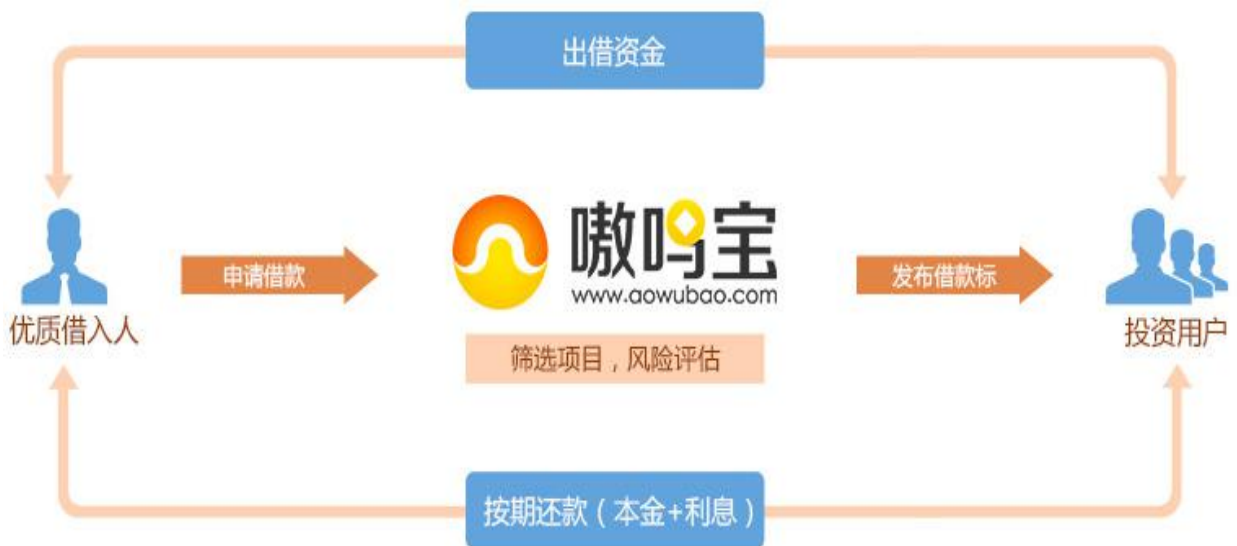 出借资金
嗷呜宝
www.aowubao.com
申请借款
发布借款标
优质借入人
筛选项目，风险评估
投资用户
按期还款（本金+利息）